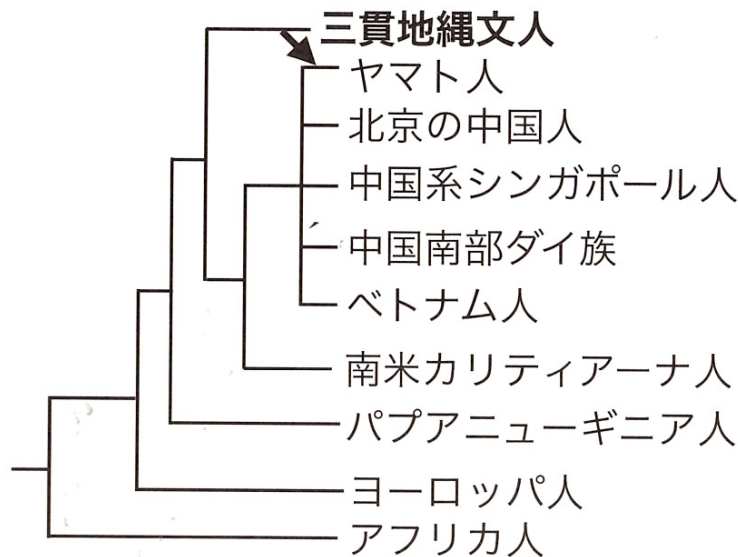 三貫地縄文人
ヤマト人
北京の中国人
中国系シンガポール人
中国南部ダイ族
ベトナム人
南米カリティアーナ人
パプアニューギニア人
ヨーロッパ人
アフリカ人